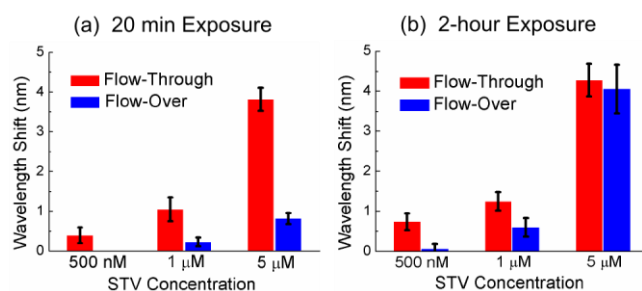 (a) 20 min Exposure
Wavelength Shift (nm)
5
4
3
2
1
0
Flow-Through
Flow-Over
500 nM 1 μM 5 μM
STV Concentration
(b) 2-hour Exposure
Wavelength Shift (nm)
5
4
3
2
1
0
Flow-Through
Flow-Over
500 nM 1 μM 5 μM
STV Concentration